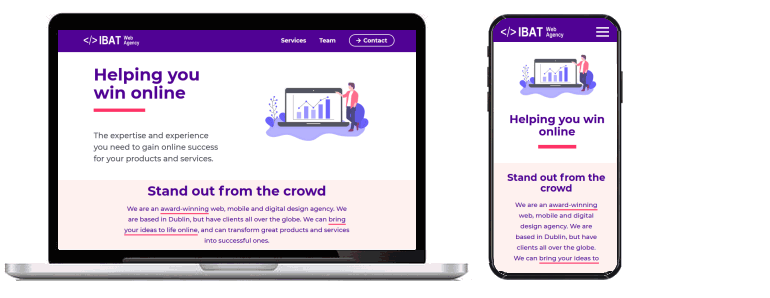 </> IBAT Web
Agency
Services Team → Contact
Helping you
win online
The expertise and experience
you need to gain online success
for your products and services.
Stand out from the crowd
We are an award-winning web, mobile and digital design agency. We
are based in Dublin, but have clients all over the globe. We can bring
your ideas to life online, and can transform great products and services
into successful ones.
</> IBAT Web
Agency
Helping you win
online
Stand out from the
crowd
We are an award-winning
web, mobile and digital
design agency. We are
based in Dublin, but have
clients all over the globe.
We can bring your ideas to